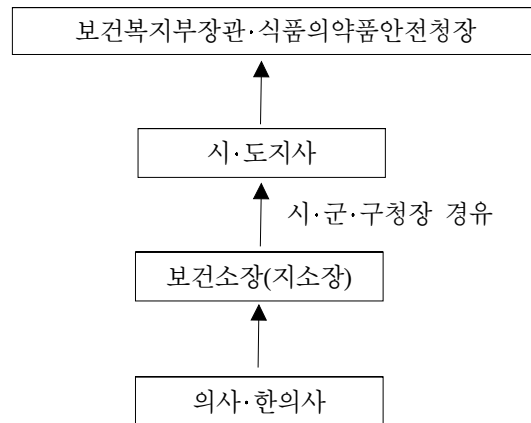 보건복지부장관·식품의약품안전청장
시·도지사
시·군·구청장 경유
보건소장(지소장)
의사·한의사